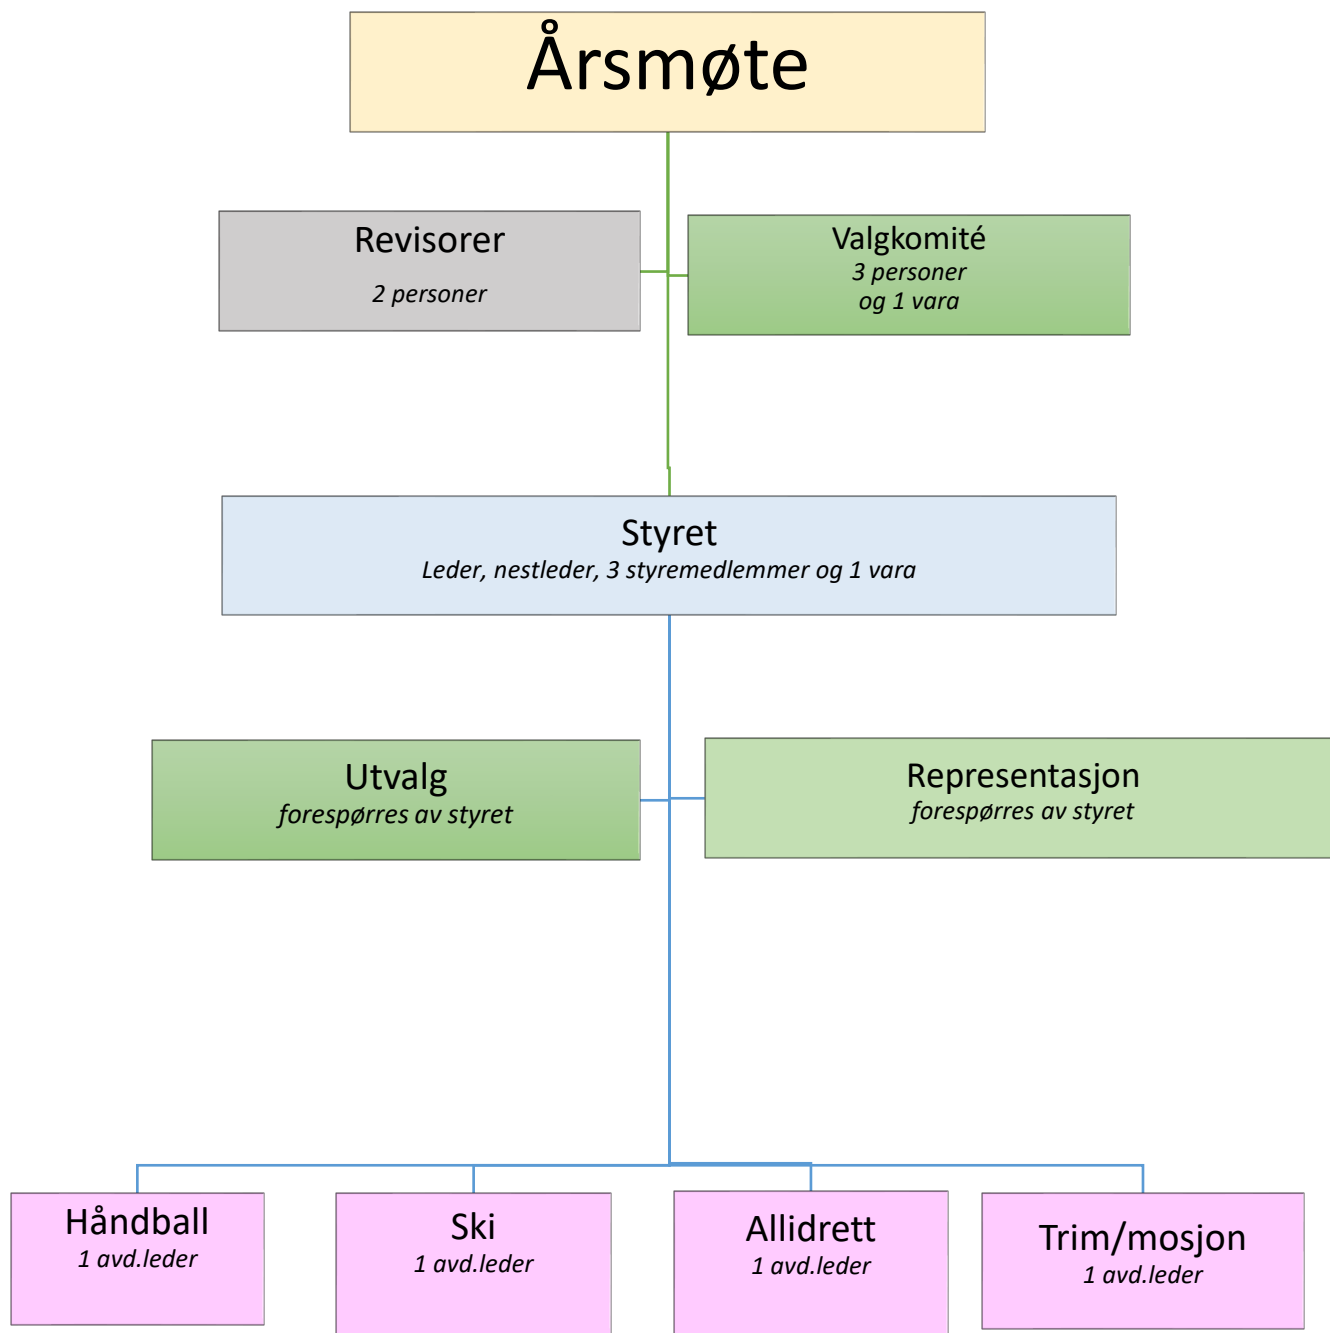 Årsmøte
Revisorer
2 personer
Valgkomité
3 personer
og 1 vara
Styret
Leder, nestleder, 3 styremedlemmer og 1 vara
Utvalg
forespørres av styret
Representasjon
forespørres av styret
Håndball
1 avd.leder
Ski
1 avd.leder
Allidrett
1 avd.leder
Trim/mosjon
1 avd.leder